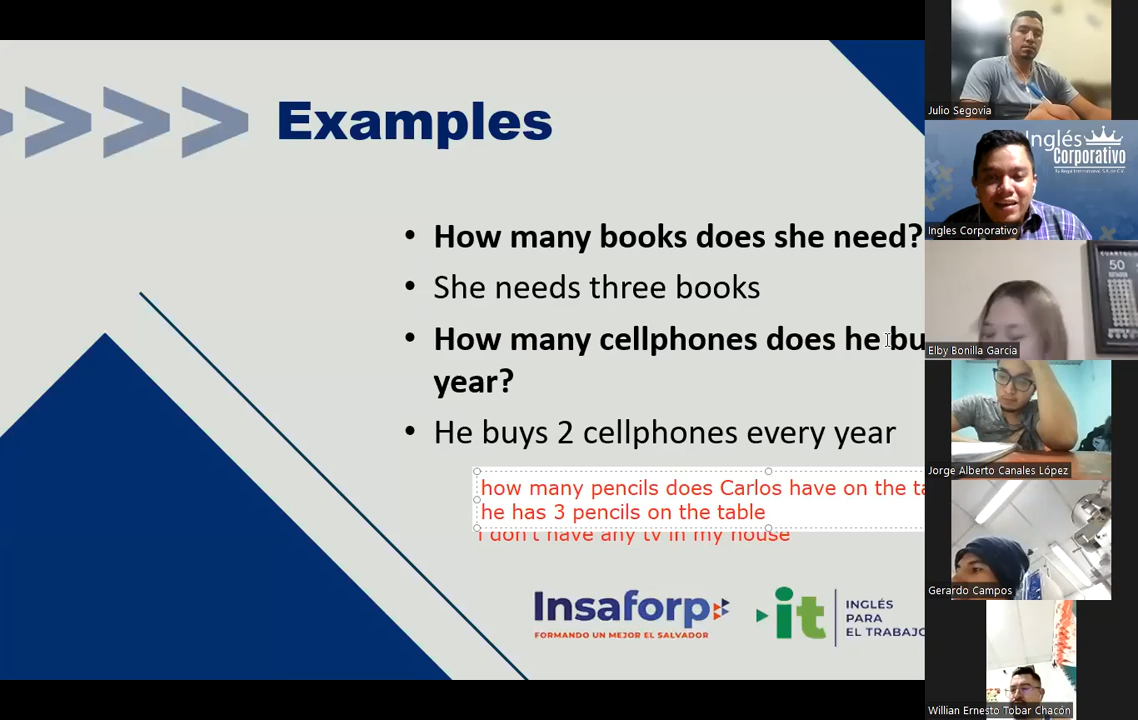 Examples
How many books does she need?
She needs three books
How many cellphones does he
year?
He buys 2 cellphones every year
how many pencils does Carlos have on the
he has 3 pencils on the table
I don't have any tv in my house
Insaforp
FORMANDO UN MEJOR EL SALVADOR
it
INGLÉS
PARA
EL TRABAJO
Julio Segovia
Inglés
Corporativo
Ingles Corporativo
50
Elby Bonilla Garcia
Jorge Alberto Canales López
Gerardo Campos
Willian Ernesto Tobar Chacón